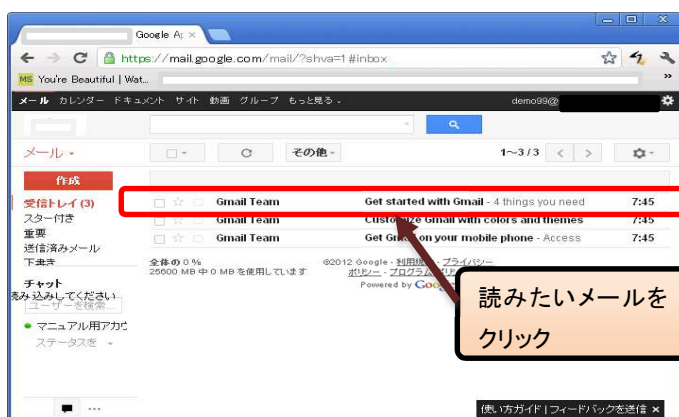 Google Ap ×
https://mail.google.com/mail/?shva=1#inbox
MS You're Beautiful | Wat...
»
メール カレンダー ドキュメント サイト 動画 グループ もっと見る
demo99@
メール
その他
1～3 / 3
作成
受信トレイ (3)
Gmail Team Get started with Gmail - 4 things you need 7:45
スター付き
Gmail Team Customize Gmail with colors and themes 7:45
重要
Gmail Team Get Gmail on your mobile phone - Access 7:45
送信済みメール
下書き
全体の 0 %
25600 MB 中 0 MB を使用しています
©2012 Google - 利用規 - プライバシー
ポリシー - プログラム
Powered by Goog
チャット
込みしてください
ユーザーを検索...
マニュアル用アカウ
ステータスを
読みたいメールを
クリック
使い方ガイド | フィードバックを送信 ×